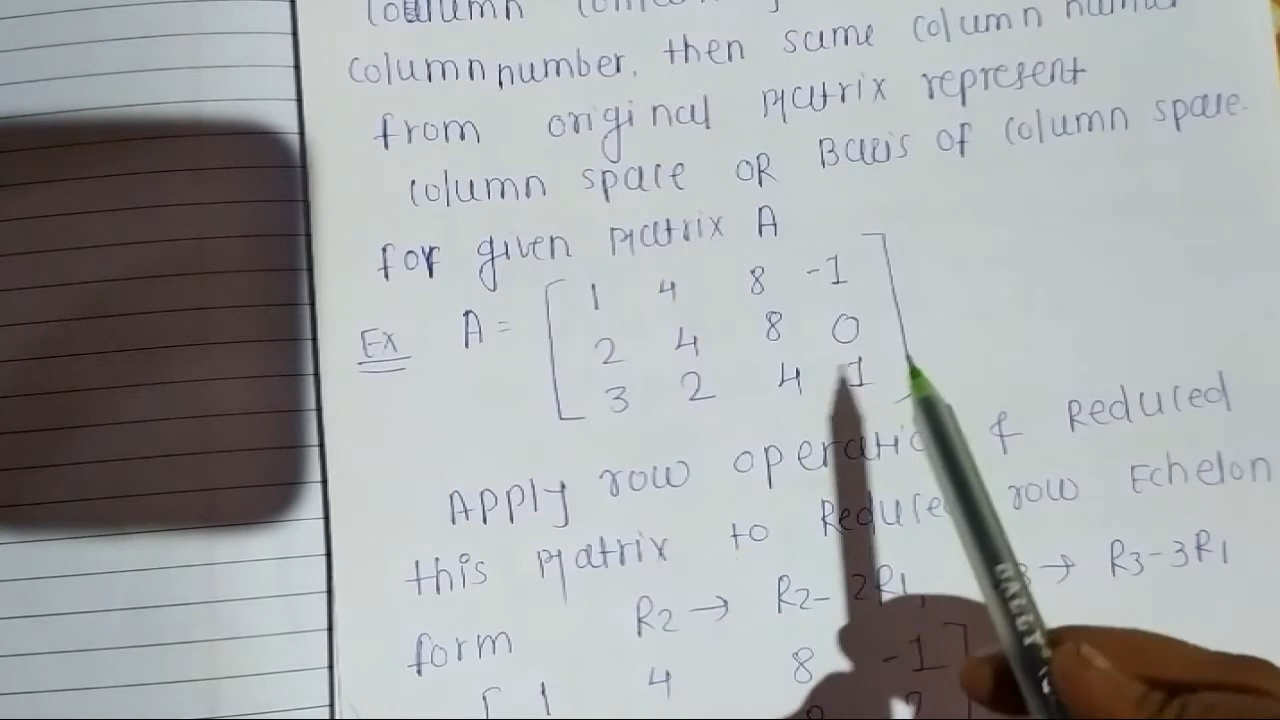 column
column number. then same column number
from original Matrix represent
column space OR Basis of column space.
for given Matrix A
Ex A = [ 1 4 8 -1 ]
2 4 8 0
3 2 4 1
Apply row operation & Reduced
this Matrix to Reduced row Echelon
form R2 → R2 - 2R1, → R3-3R1
[ 1 4 8 -1 ]